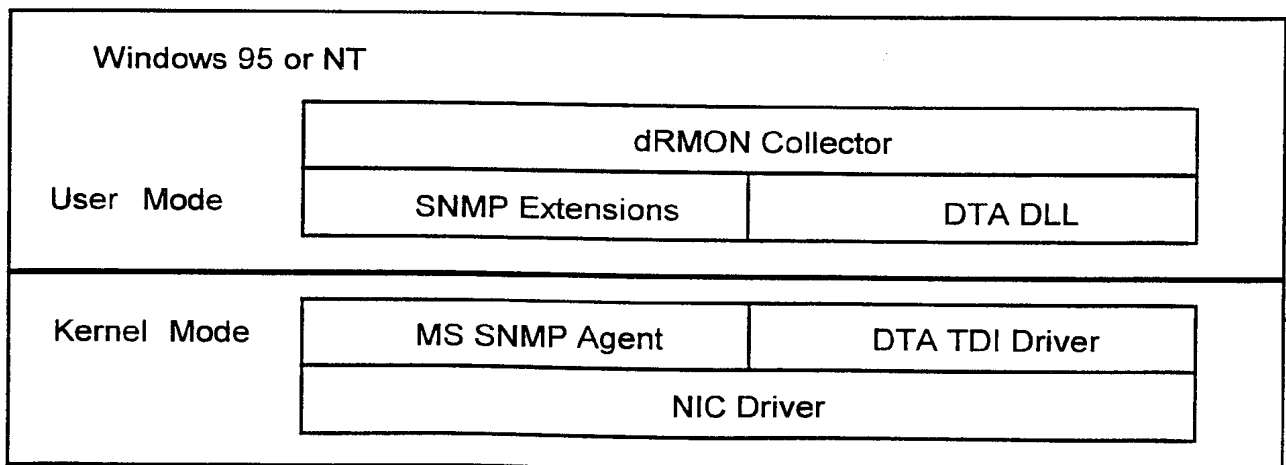 Windows 95 or NT
dRMON Collector
User Mode
SNMP Extensions
DTA DLL
Kernel Mode
MS SNMP Agent
DTA TDI Driver
NIC Driver